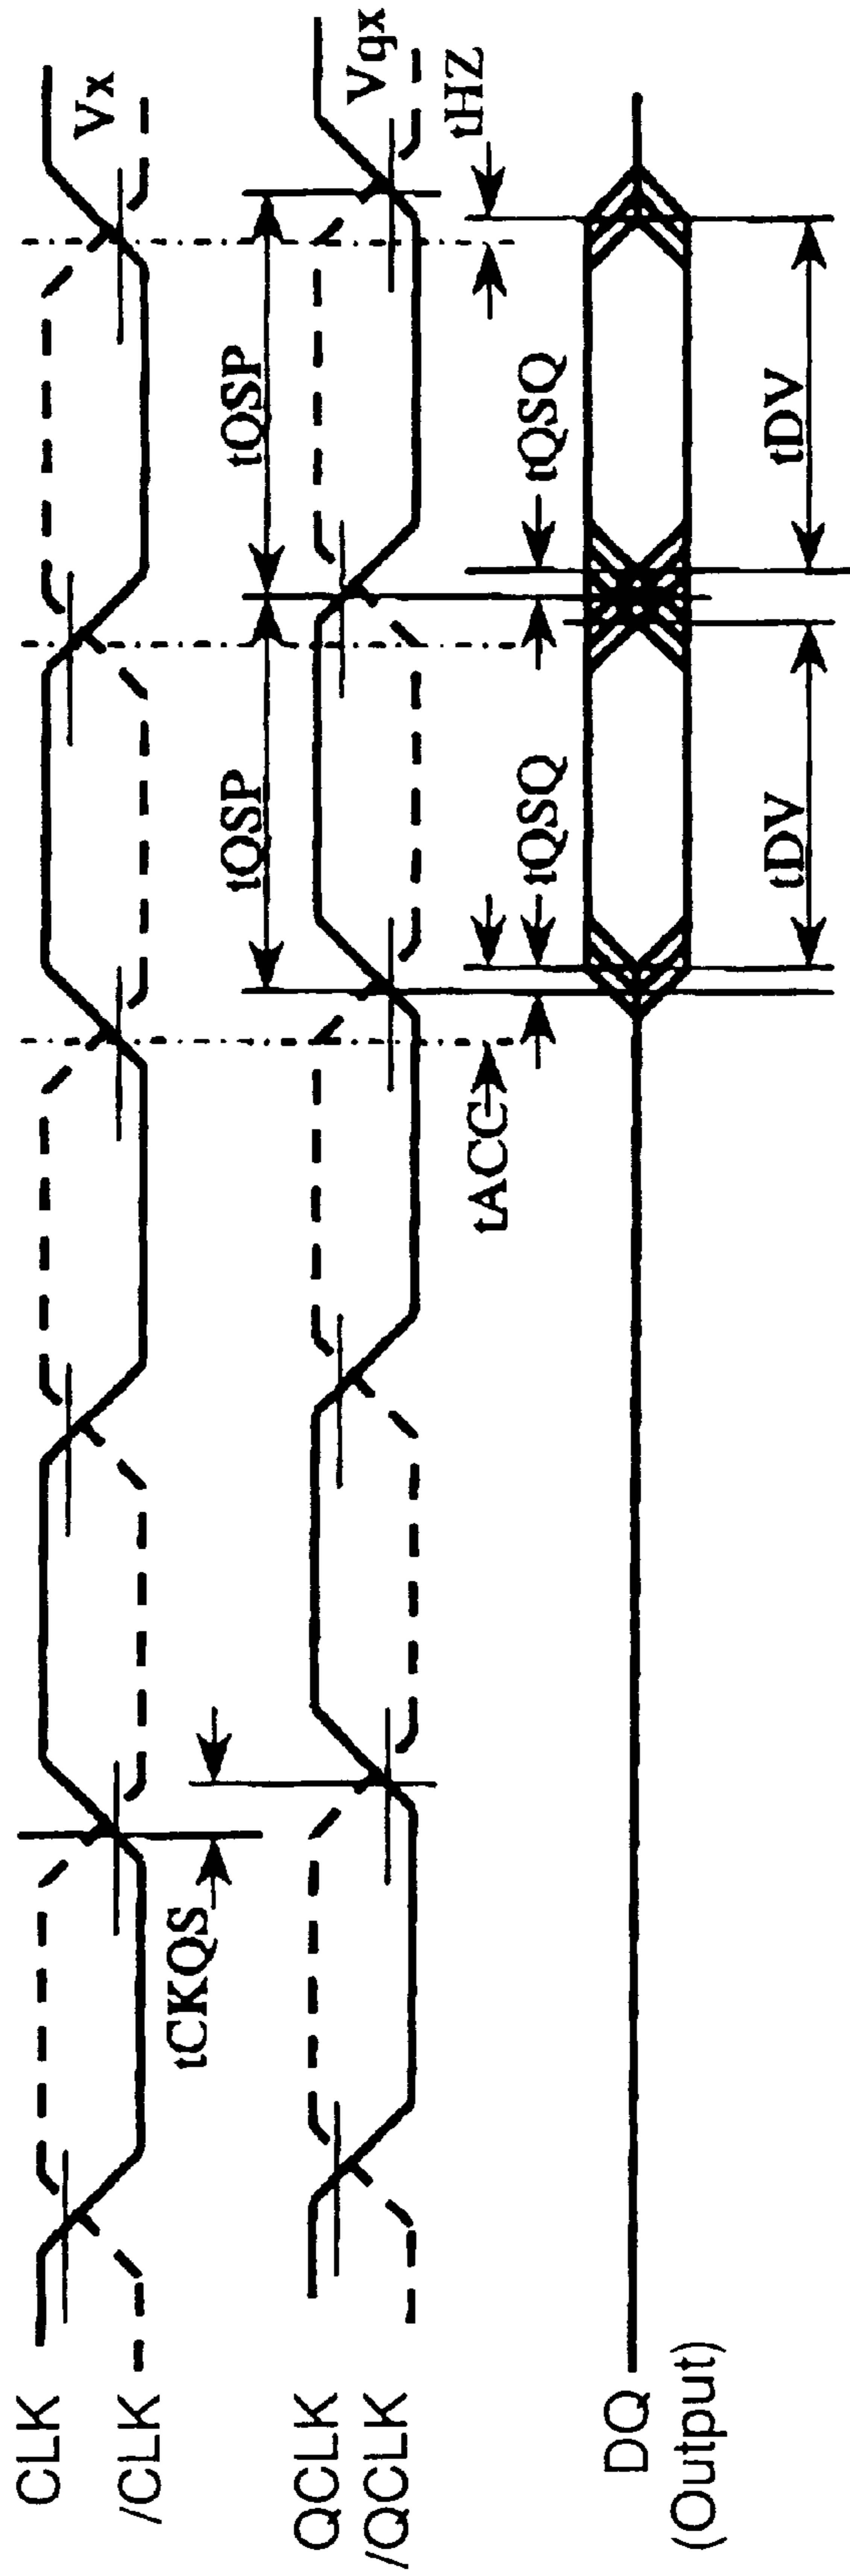 CLK
/CLK
Vx
tCKQS
tQSP
tQSP
QCLK
/QCLK
Vqx
tACC
tHZ
tQSQ
tQSQ
DQ
(Output)
tDV
tDV